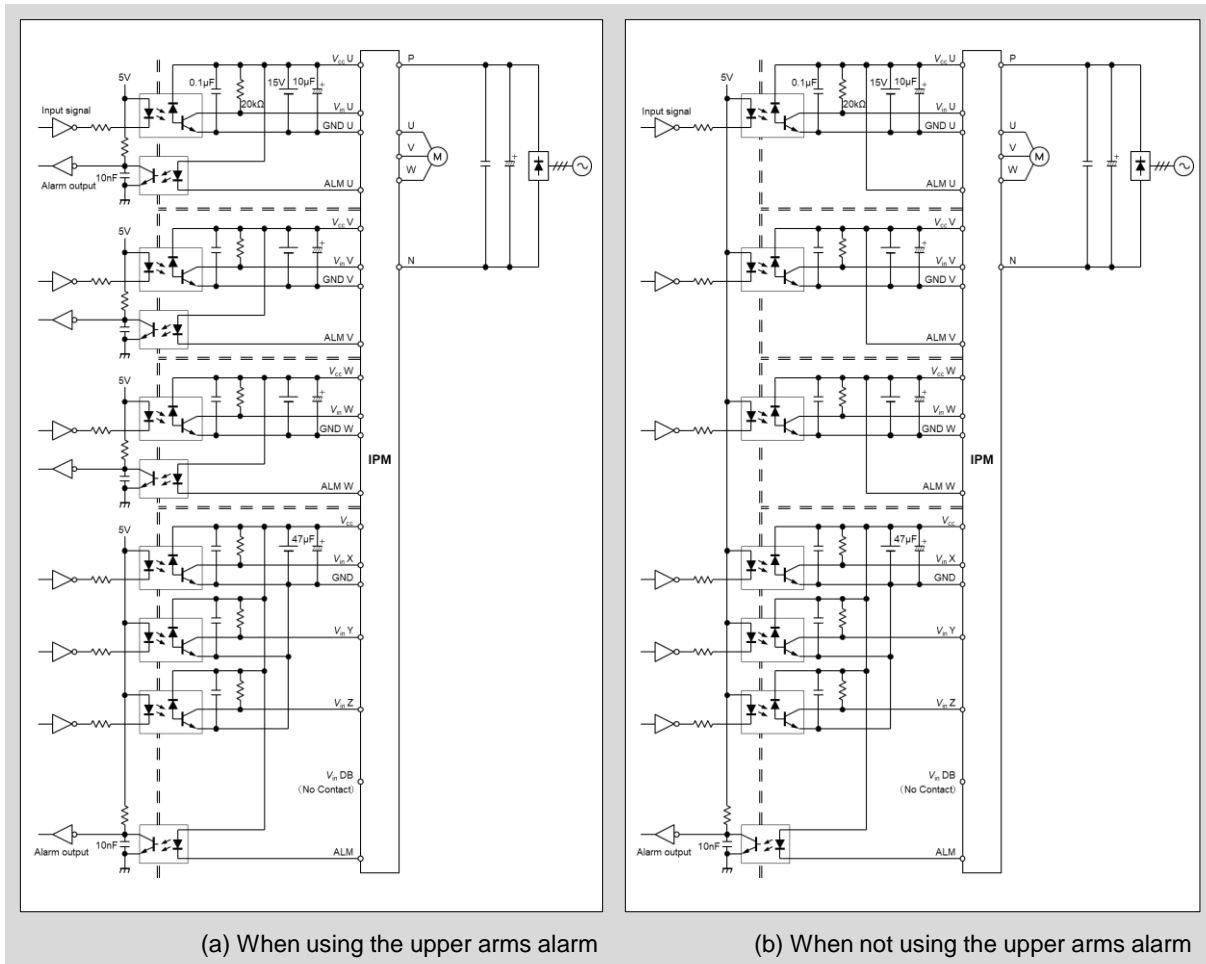 5V
0.1µF
15V
10µF
20kΩ
Vcc U
Vin U
GND U
Input signal
Alarm output
10nF
ALM U
P
U
V
W
M
N
5V
Vcc V
Vin V
GND V
ALM V
5V
Vcc W
Vin W
GND W
ALM W
IPM
5V
Vcc
47µF
Vin X
GND
Vin Y
Vin Z
Vin DB
(No Contact)
Alarm output
10nF
ALM
(a) When using the upper arms alarm
5V
0.1µF
15V
10µF
20kΩ
Vcc U
Vin U
GND U
Input signal
ALM U
P
U
V
W
M
N
Vcc V
Vin V
GND V
ALM V
Vcc W
Vin W
GND W
ALM W
IPM
Vcc
47µF
Vin X
GND
Vin Y
Vin Z
Vin DB
(No Contact)
Alarm output
10nF
ALM
(b) When not using the upper arms alarm